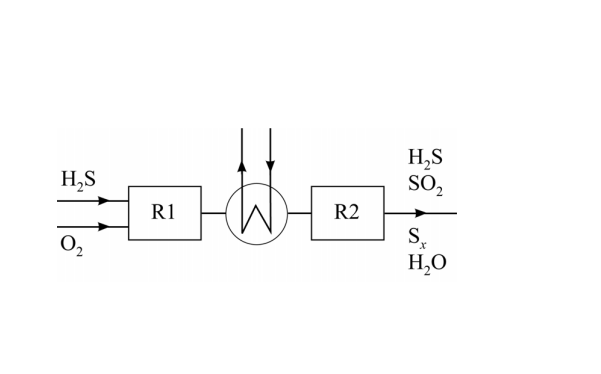 H₂S
O₂
R1
R2
H₂S
SO₂
Sₓ
H₂O